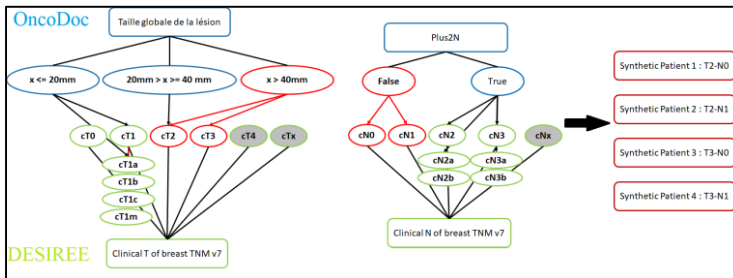 OncoDoc
Taille globale de la lésion
Plus2N
x <= 20mm
20mm > x >= 40 mm
x > 40mm
False
True
Synthetic Patient 1 : T2-N0
Synthetic Patient 2 : T2-N1
Synthetic Patient 3 : T3-N0
Synthetic Patient 4 : T3-N1
cT0
cT1
cT2
cT3
cT4
cTx
cN0
cN1
cN2
cN3
cNx
cT1a
cT1b
cT1c
cT1m
cN2a
cN2b
cN3a
cN3b
Clinical T of breast TNM v7
Clinical N of breast TNM v7
DESIREE